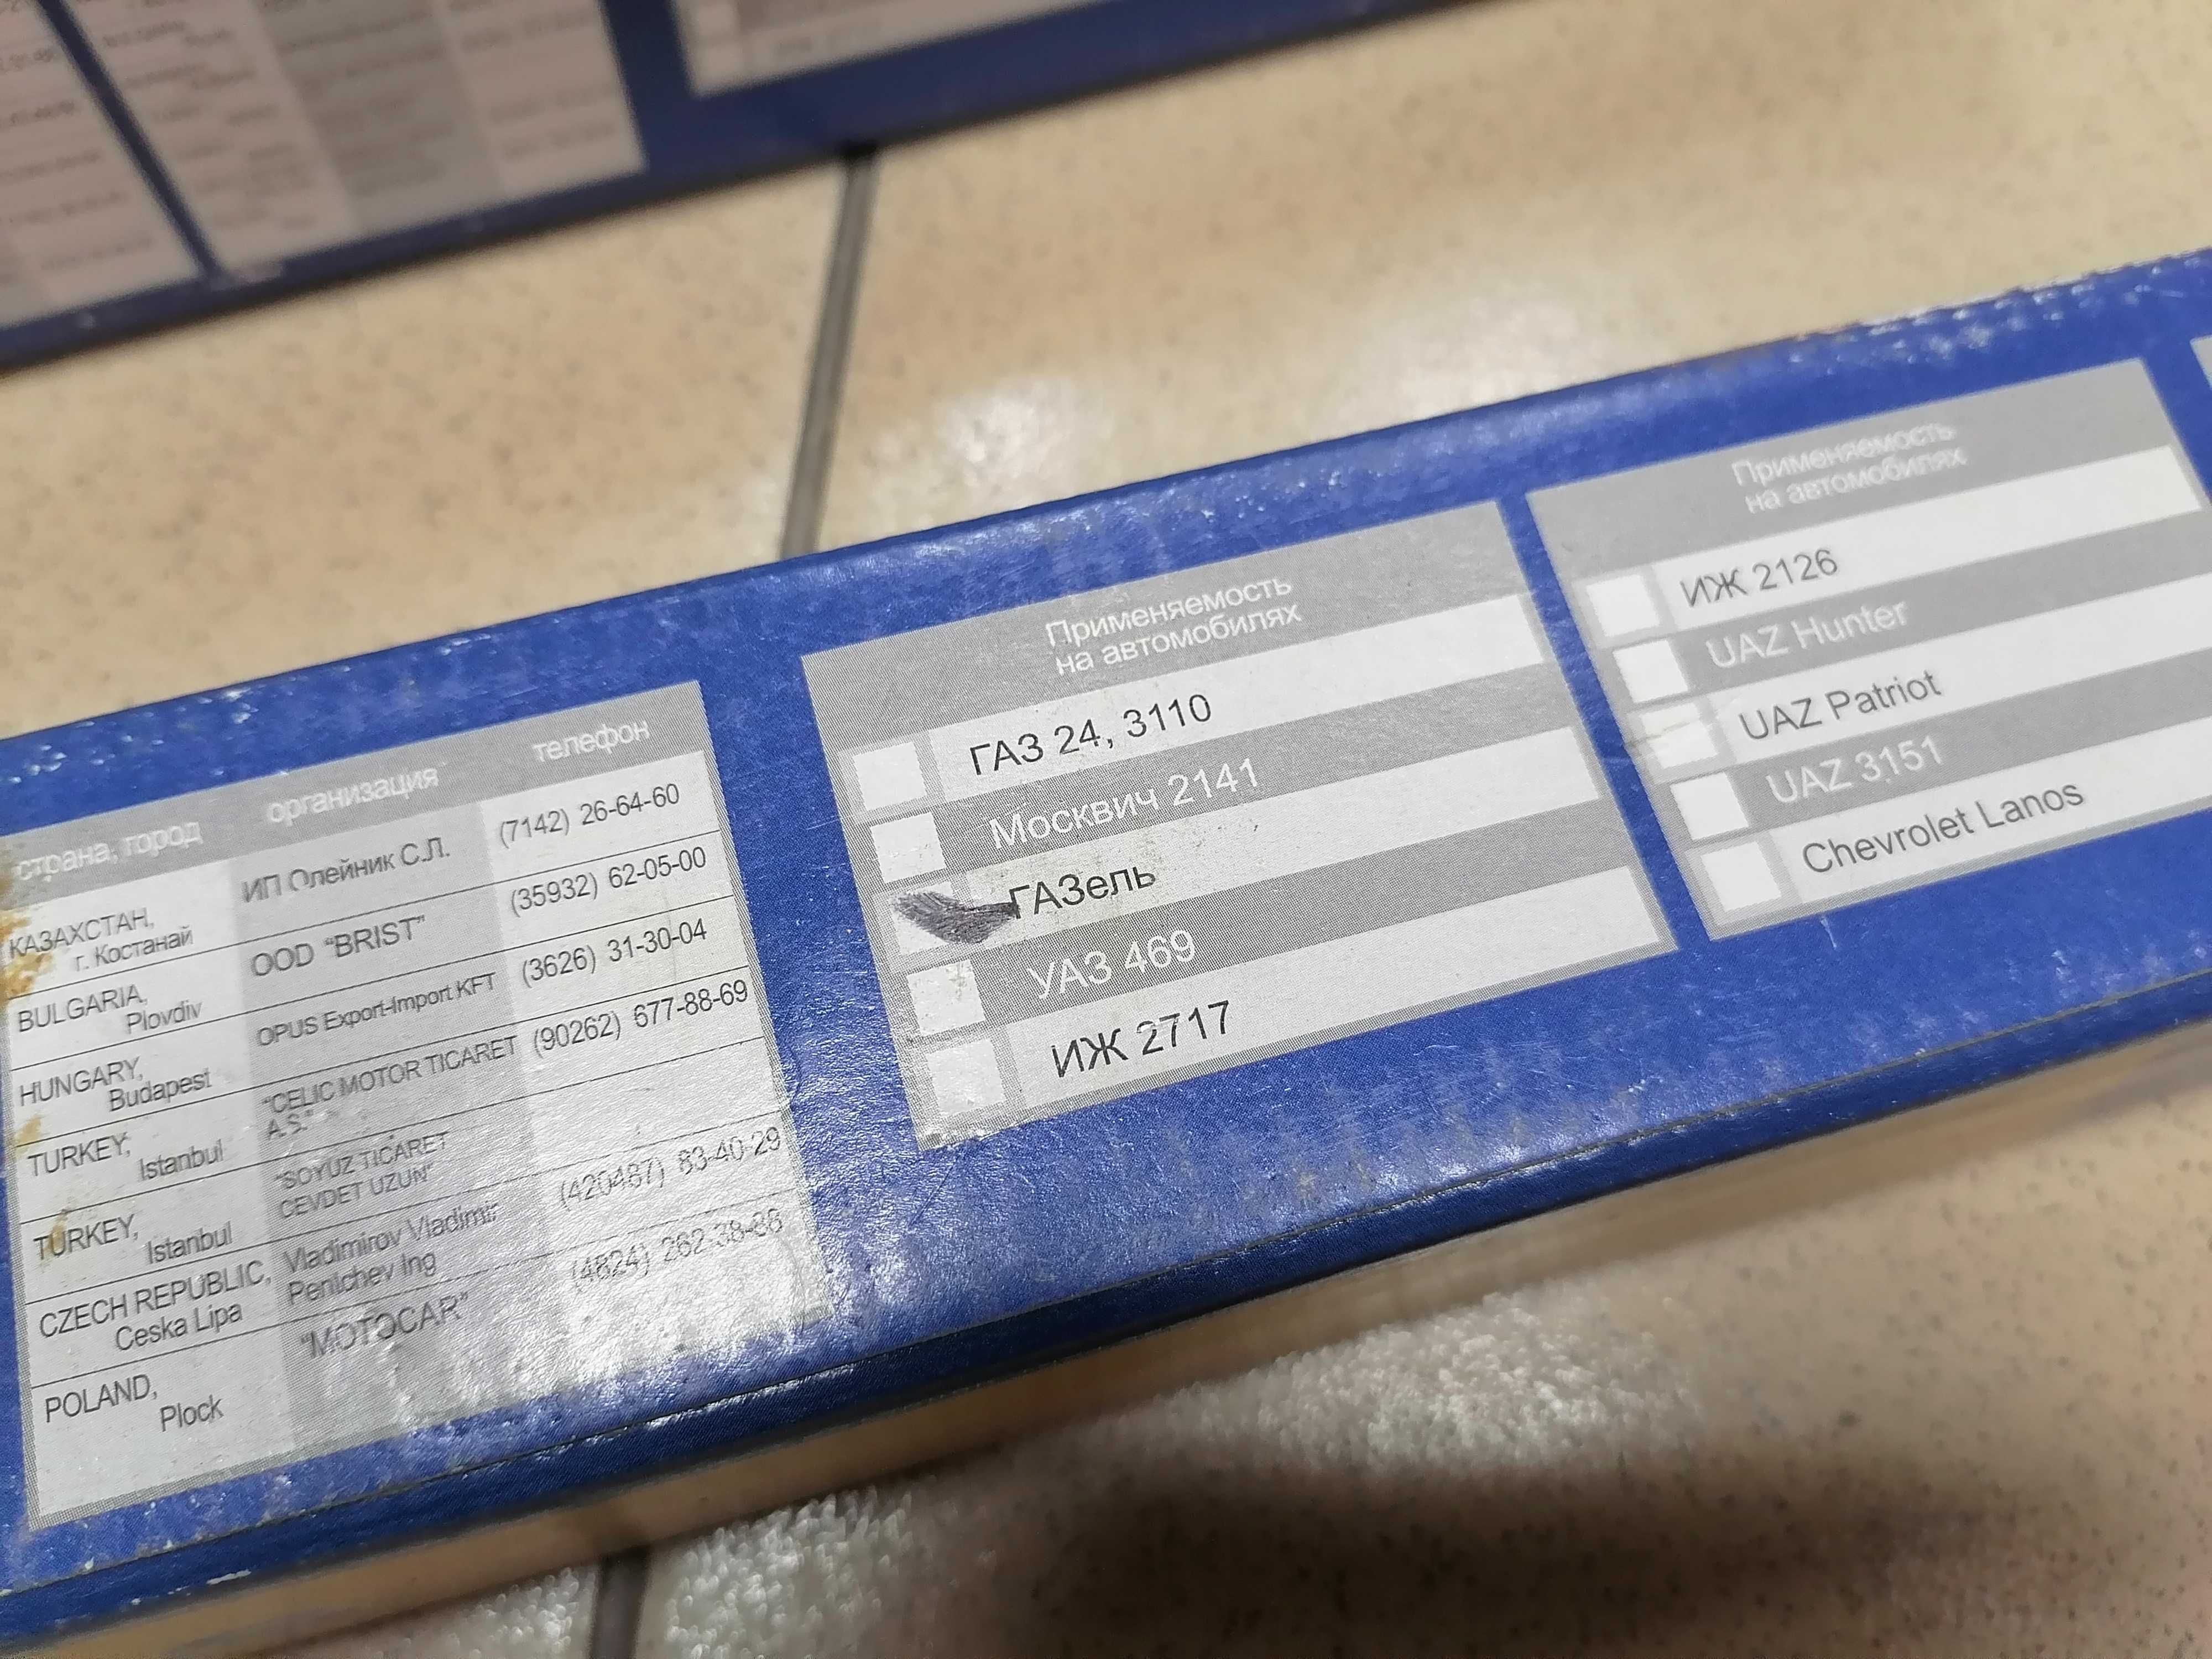 страна, город организация телефон
КАЗАХСТАН, ИП Олейник С.Л. (7142) 26-64-60
г. Костанай
BULGARIA, OOD "BRIST" (35932) 62-05-00
Plovdiv
HUNGARY, OPUS Export-Import KFT (3626) 31-30-04
Budapest
TURKEY, "CELIC MOTOR TICARET (90262) 677-88-69
Istanbul A.S."
TURKEY, "SOYUZ TICARET
Istanbul CEVDET UZUN"
CZECH REPUBLIC, Vladimirov Vladimir (420487) 83-40-29
Ceska Lipa Penichev Ing
POLAND, "MOTOCAR" (4824) 262-38-86
Plock
Применяемость
на автомобилях
ГАЗ 24, 3110
Москвич 2141
ГАЗель
УАЗ 469
ИЖ 2717
Применяемость
на автомобилях
ИЖ 2126
UAZ Hunter
UAZ Patriot
UAZ 3151
Chevrolet Lanos